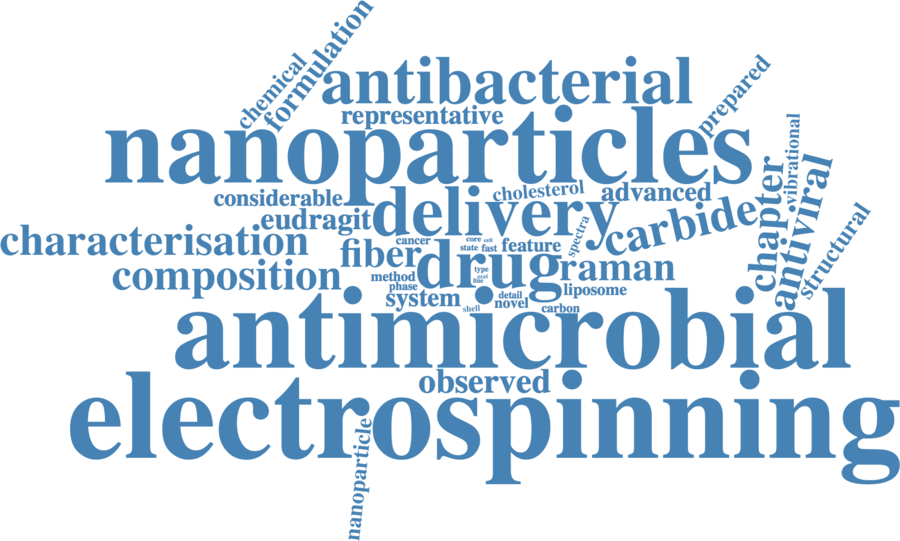 chemical
formulation
antibacterial
prepared
representative
nanoparticles
vibrational
considerable
cholesterol
advanced
chapter
antiviral
eudragit
delivery
carbide
structural
characterisation
cancer
core
cell
spectra
fiber
state
fast
feature
composition
drug
raman
type
method
line
phase
liposome
system
detail
novel
shell
carbon
antimicrobial
observed
electrospinning
nanoparticle